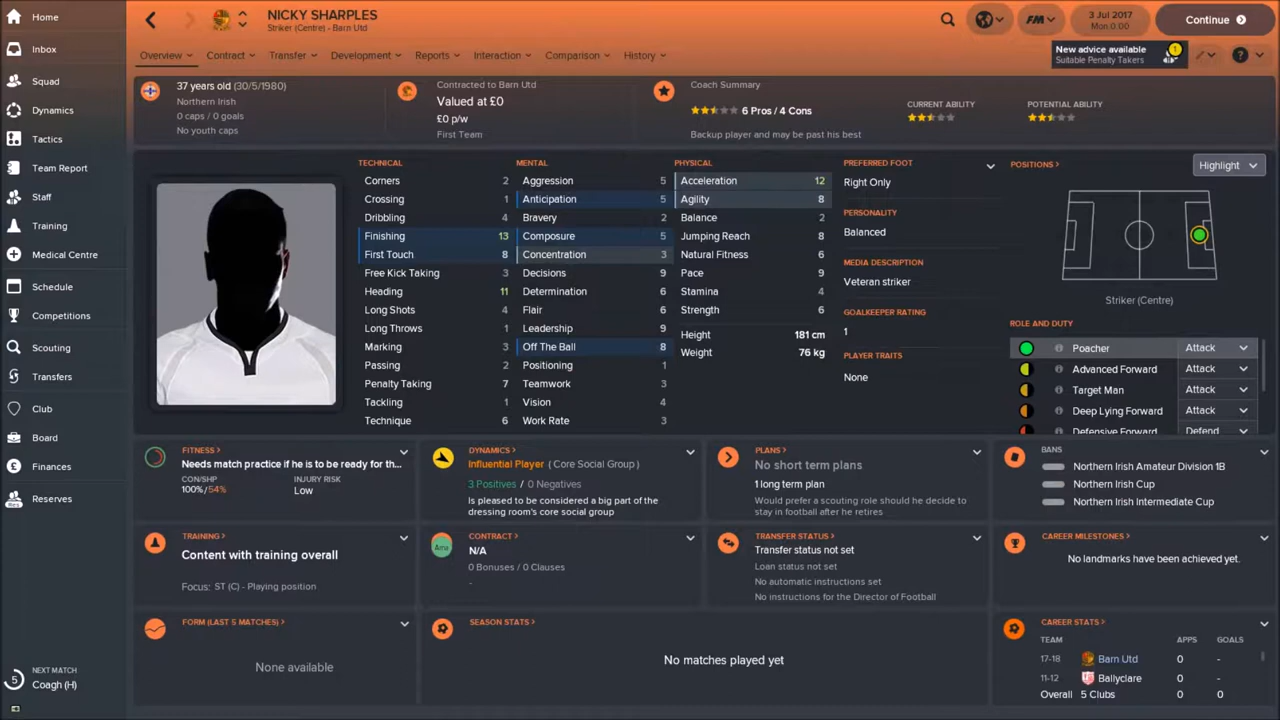 Home
Inbox
Squad
Dynamics
Tactics
Team Report
Staff
Training
Medical Centre
Schedule
Competitions
Scouting
Transfers
Club
Board
Finances
Reserves
5
NEXT MATCH
Coagh (H)
NICKY SHARPLES
Striker (Centre) - Barn Utd
FM
3 Jul 2017
Mon 0:00
Continue
Overview
Contract
Transfer
Development
Reports
Interaction
Comparison
History
New advice available
Suitable Penalty Takers
1
?
37 years old (30/5/1980)
Northern Irish
0 caps / 0 goals
No youth caps
Contracted to Barn Utd
Valued at £0
£0 p/w
First Team
Coach Summary
6 Pros / 4 Cons
Backup player and may be past his best
CURRENT ABILITY
POTENTIAL ABILITY
TECHNICAL
Corners 2
Crossing 1
Dribbling 4
Finishing 13
First Touch 8
Free Kick Taking 3
Heading 11
Long Shots 4
Long Throws 1
Marking 3
Passing 2
Penalty Taking 7
Tackling 1
Technique 6
MENTAL
Aggression 5
Anticipation 5
Bravery 2
Composure 5
Concentration 3
Decisions 9
Determination 6
Flair 6
Leadership 9
Off The Ball 8
Positioning 1
Teamwork 3
Vision 4
Work Rate 3
PHYSICAL
Acceleration 12
Agility 8
Balance 2
Jumping Reach 8
Natural Fitness 6
Pace 9
Stamina 4
Strength 6
Height 181 cm
Weight 76 kg
PREFERRED FOOT
Right Only
PERSONALITY
Balanced
MEDIA DESCRIPTION
Veteran striker
GOALKEEPER RATING
1
PLAYER TRAITS
None
POSITIONS >
Highlight
Striker (Centre)
ROLE AND DUTY
Poacher Attack
Advanced Forward Attack
Target Man Attack
Deep Lying Forward Attack
Defensive Forward Defend
FITNESS >
Needs match practice if he is to be ready for th...
CON/SHP
100%/54%
INJURY RISK
Low
DYNAMICS >
Influential Player ( Core Social Group )
3 Positives / 0 Negatives
Is pleased to be considered a big part of the
dressing room's core social group
PLANS >
No short term plans
1 long term plan
Would prefer a scouting role should he decide to
stay in football after he retires
BANS
Northern Irish Amateur Division 1B
Northern Irish Cup
Northern Irish Intermediate Cup
TRAINING >
Content with training overall
Focus: ST (C) - Playing position
Ama
CONTRACT >
N/A
0 Bonuses / 0 Clauses
-
TRANSFER STATUS >
Transfer status not set
Loan status not set
No automatic instructions set
No instructions for the Director of Football
CAREER MILESTONES >
No landmarks have been achieved yet.
FORM (LAST 5 MATCHES) >
None available
SEASON STATS >
No matches played yet
CAREER STATS >
TEAM APPS GOALS
17-18 Barn Utd 0 -
11-12 Ballyclare 0 -
Overall 5 Clubs 0 0